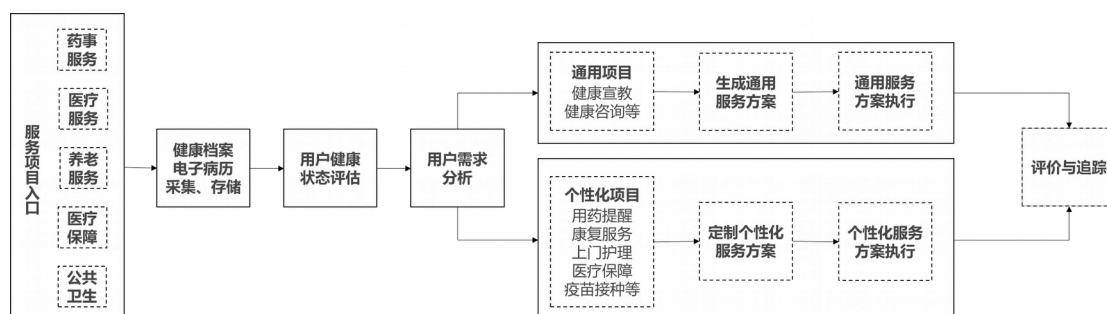 服务项目入口
药事
服务
医疗
服务
养老
服务
医疗
保障
公共
卫生
健康档案
电子病历
采集、存储
用户健康
状态评估
用户需求
分析
通用项目
健康宣教
健康咨询等
生成通用
服务方案
通用服务
方案执行
个性化项目
用药提醒
康复服务
上门护理
医疗保障
疫苗接种等
定制个性化
服务方案
个性化服务
方案执行
评价与追踪